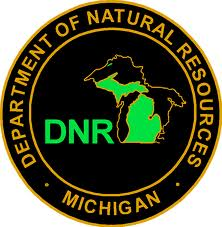 DEPARTMENT OF NATURAL RESOURCES
DNR
MICHIGAN